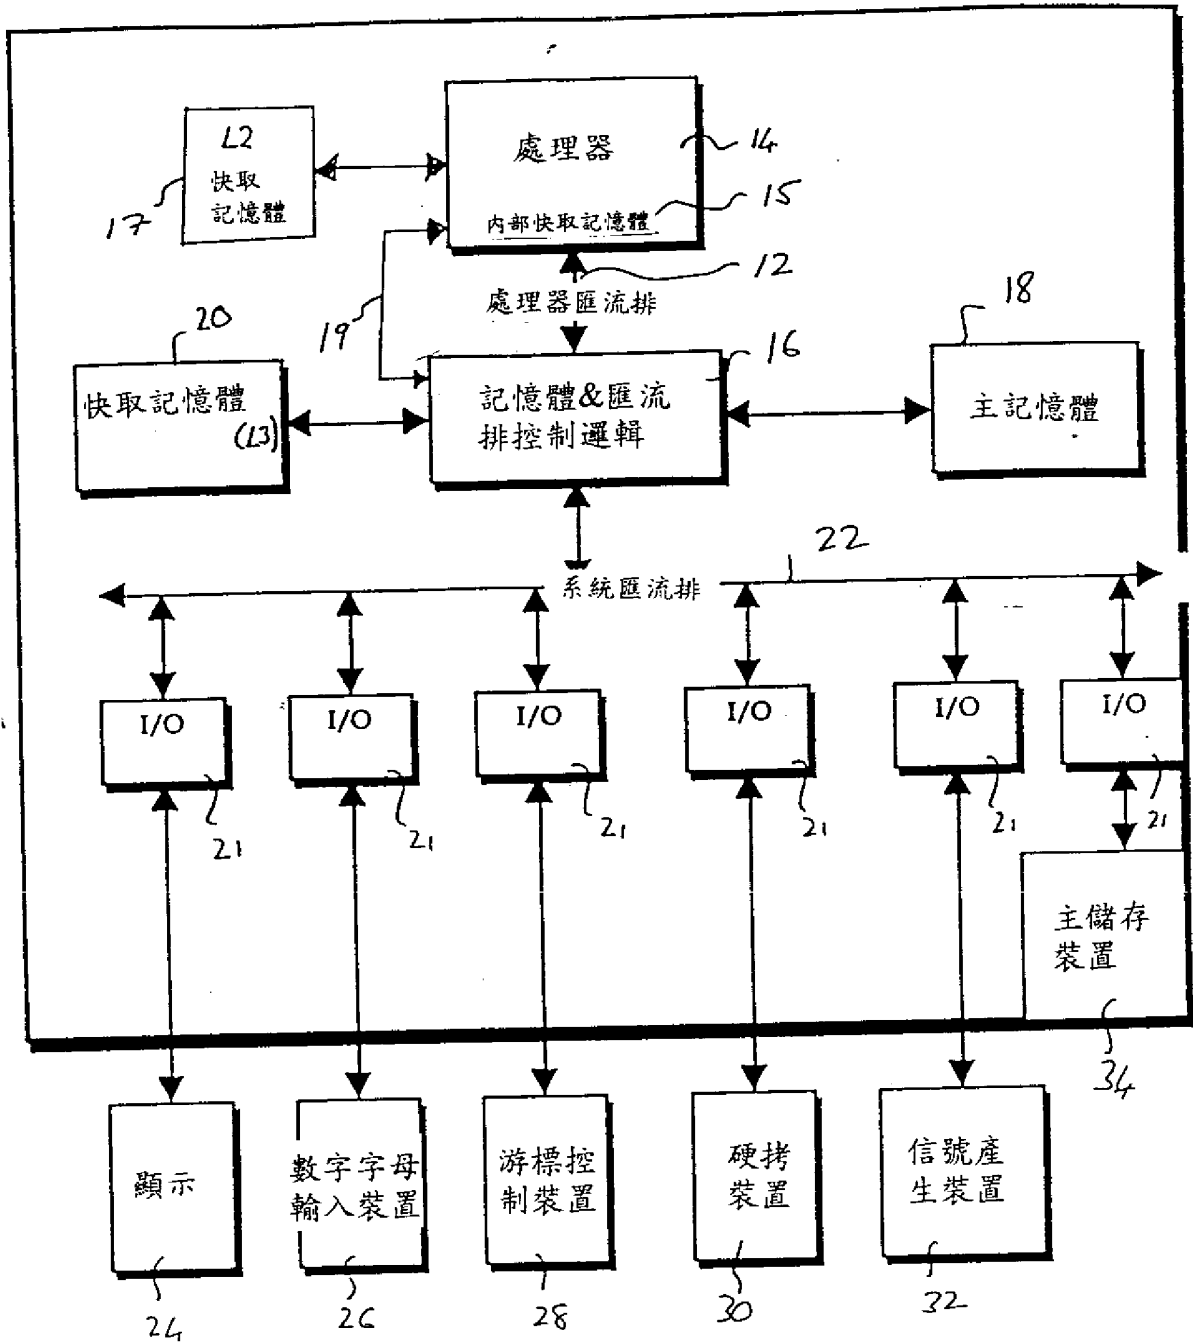 L2
快取
記憶體
17
處理器
14
內部快取記憶體
15
12
處理器匯流排
19
20
快取記憶體
(L3)
記憶體&匯流
排控制邏輯
16
18
主記憶體
22
系統匯流排
I/O
I/O
I/O
I/O
I/O
I/O
21
21
21
21
21
21
主儲存
裝置
34
顯示
數字字母
輸入裝置
游標控
制裝置
硬拷
裝置
信號產
生裝置
24
26
28
30
32